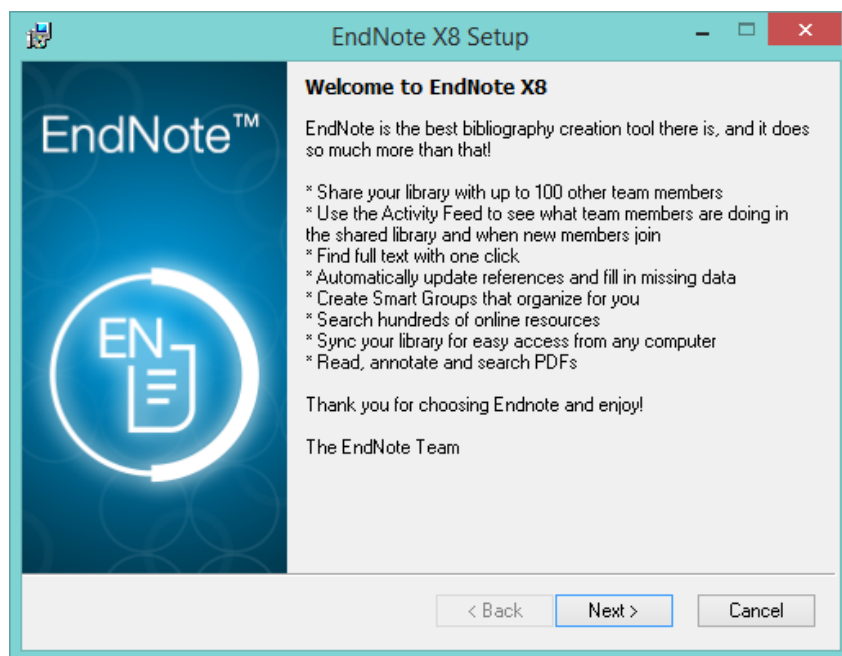 EndNote X8 Setup
EndNote™
Welcome to EndNote X8
EndNote is the best bibliography creation tool there is, and it does
so much more than that!
* Share your library with up to 100 other team members
* Use the Activity Feed to see what team members are doing in
the shared library and when new members join
* Find full text with one click
* Automatically update references and fill in missing data
* Create Smart Groups that organize for you
* Search hundreds of online resources
* Sync your library for easy access from any computer
* Read, annotate and search PDFs
Thank you for choosing Endnote and enjoy!
The EndNote Team
EN
< Back
Next >
Cancel